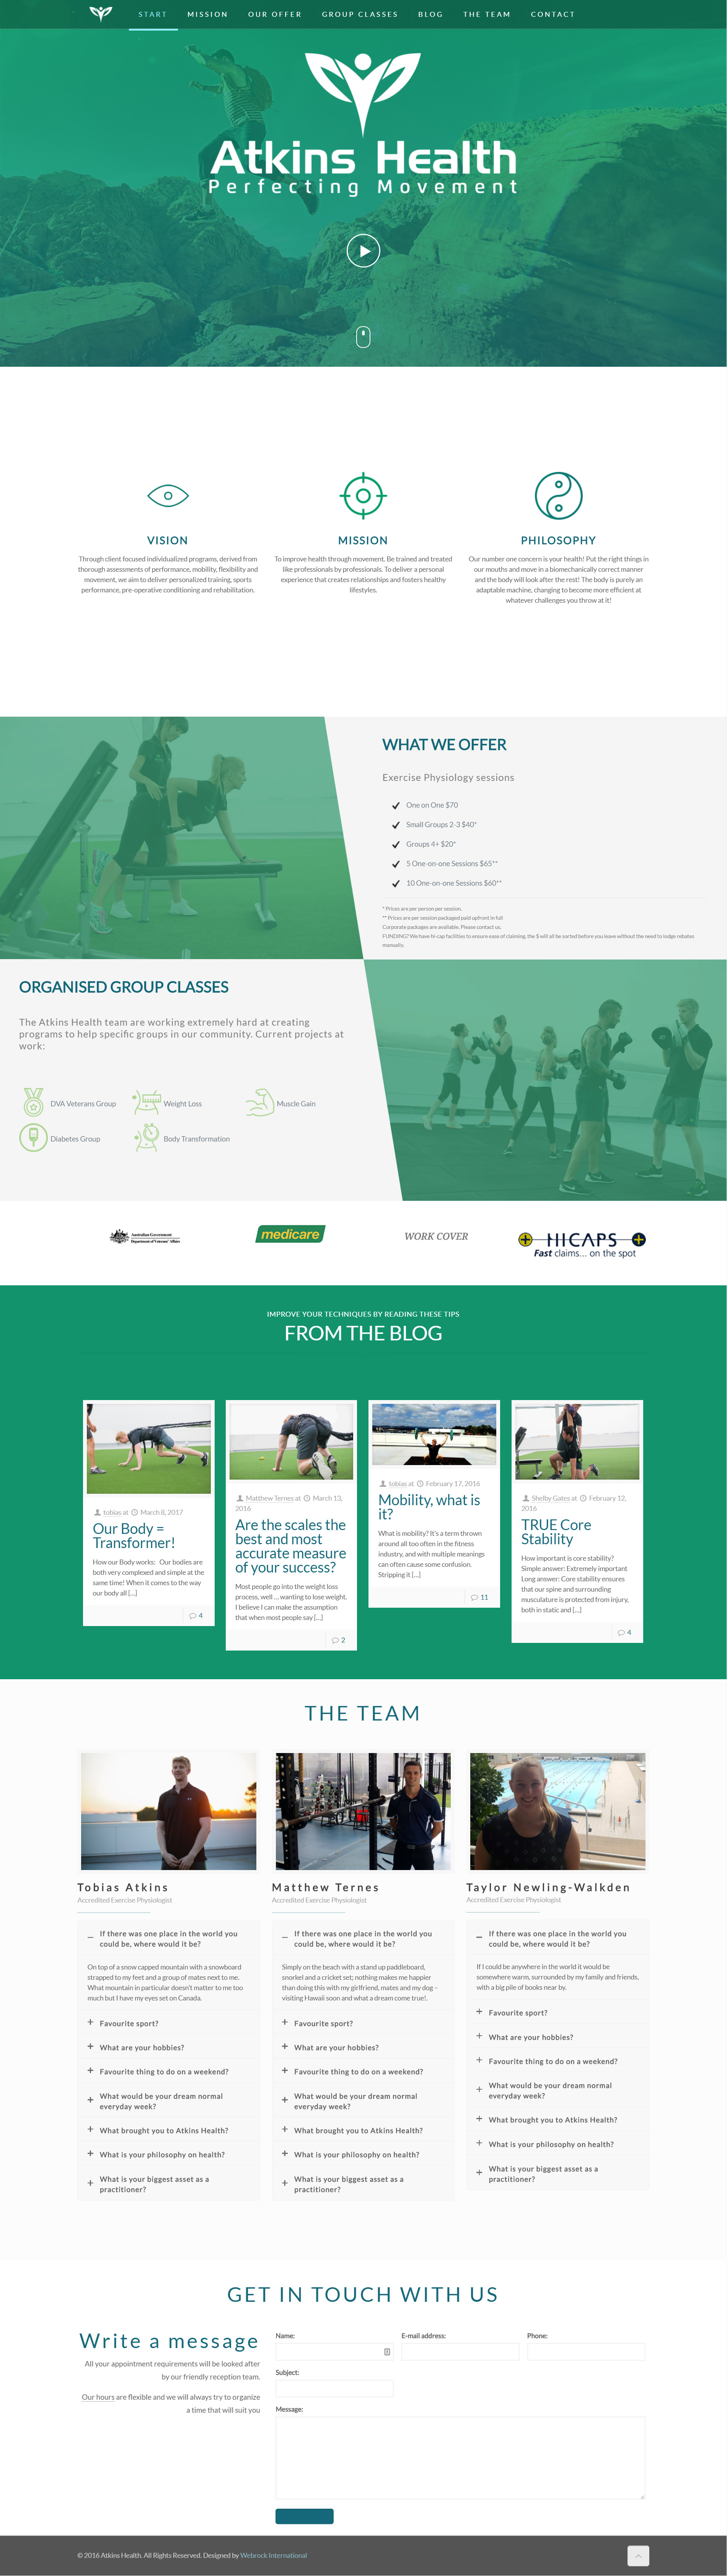 START MISSION OUR OFFER GROUP CLASSES BLOG THE TEAM CONTACT
Atkins Health
Perfecting Movement
VISION
Through client focused individualized programs, derived from
thorough assessments of performance, mobility, flexibility and
movement, we aim to deliver personalized training, sports
performance, pre-operative conditioning and rehabilitation.
MISSION
To improve health through movement. Be trained and treated
like professionals by professionals. To deliver a personal
experience that creates relationships and fosters healthy
lifestyles.
PHILOSOPHY
Our number one concern is your health! Put the right things in
our mouths and move in a biomechanically correct manner
and the body will look after the rest! The body is purely an
adaptable machine, changing to become more efficient at
whatever challenges you throw at it!
WHAT WE OFFER
Exercise Physiology sessions
One on One $70
Small Groups 2-3 $40*
Groups 4+ $20*
5 One-on-one Sessions $65**
10 One-on-one Sessions $60**
* Prices are per person per session.
** Prices are per session packaged paid upfront in full
Corporate packages are available. Please contact us.
FUNDING? We have hi-cap facilities to ensure ease of claiming, the $ will all be sorted before you leave without the need to lodge rebates
manually.
ORGANISED GROUP CLASSES
The Atkins Health team are working extremely hard at creating
programs to help specific groups in our community. Current projects at
work:
DVA Veterans Group
Weight Loss
Muscle Gain
Diabetes Group
Body Transformation
Australian Government
Department of Veterans' Affairs
medicare
WORK COVER
HICAPS
Fast claims... on the spot
IMPROVE YOUR TECHNIQUES BY READING THESE TIPS
FROM THE BLOG
tobias at March 8, 2017
Our Body =
Transformer!
How our Body works: Our bodies are
both very complexed and simple at the
same time! When it comes to the way
our body all [...]
4
Matthew Ternes at March 13,
2016
Are the scales the
best and most
accurate measure
of your success?
Most people go into the weight loss
process, well … wanting to lose weight.
I believe I can make the assumption
that when most people say [...]
2
tobias at February 17, 2016
Mobility, what is
it?
What is mobility? It's a term thrown
around all too often in the fitness
industry, and with multiple meanings
can often cause some confusion.
Stripping it [...]
11
Shelby Gates at February 12,
2016
TRUE Core
Stability
How important is core stability?
Simple answer: Extremely important
Long answer: Core stability ensures
that our spine and surrounding
musculature is protected from injury,
both in static and [...]
4
THE TEAM
Tobias Atkins
Accredited Exercise Physiologist
If there was one place in the world you
could be, where would it be?
On top of a snow capped mountain with a snowboard
strapped to my feet and a group of mates next to me.
What mountain in particular doesn't matter to me too
much but I have my eyes set on Canada.
Favourite sport?
What are your hobbies?
Favourite thing to do on a weekend?
What would be your dream normal
everyday week?
What brought you to Atkins Health?
What is your philosophy on health?
What is your biggest asset as a
practitioner?
Matthew Ternes
Accredited Exercise Physiologist
If there was one place in the world you
could be, where would it be?
Simply on the beach with a stand up paddleboard,
snorkel and a cricket set; nothing makes me happier
than doing this with my girlfriend, mates and my dog –
visiting Hawaii soon and what a dream come true!.
Favourite sport?
What are your hobbies?
Favourite thing to do on a weekend?
What would be your dream normal
everyday week?
What brought you to Atkins Health?
What is your philosophy on health?
What is your biggest asset as a
practitioner?
Taylor Newling-Walkden
Accredited Exercise Physiologist
If there was one place in the world you
could be, where would it be?
If I could be anywhere in the world it would be
somewhere warm, surrounded by my family and friends,
with a big pile of books near by.
Favourite sport?
What are your hobbies?
Favourite thing to do on a weekend?
What would be your dream normal
everyday week?
What brought you to Atkins Health?
What is your philosophy on health?
What is your biggest asset as a
practitioner?
GET IN TOUCH WITH US
Write a message
All your appointment requirements will be looked after
by our friendly reception team.
Our hours are flexible and we will always try to organize
a time that will suit you
Name:
E-mail address:
Phone:
Subject:
Message:
© 2016 Atkins Health. All Rights Reserved. Designed by Webrock International